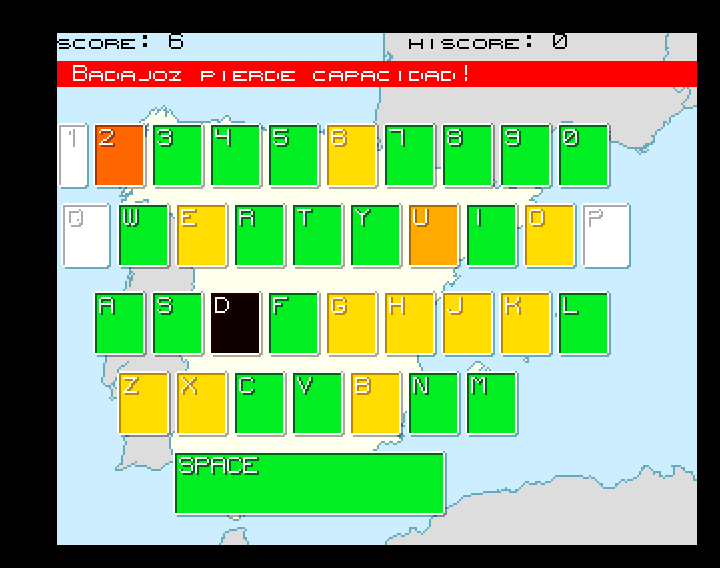 SCORE: 6 HISCORE: 0
BADAJOZ PIERDE CAPACIDAD!
1 2 3 4 5 6 7 8 9 0
Q W E R T Y U I O P
A S D F G H J K L
Z X C V B N M
SPACE